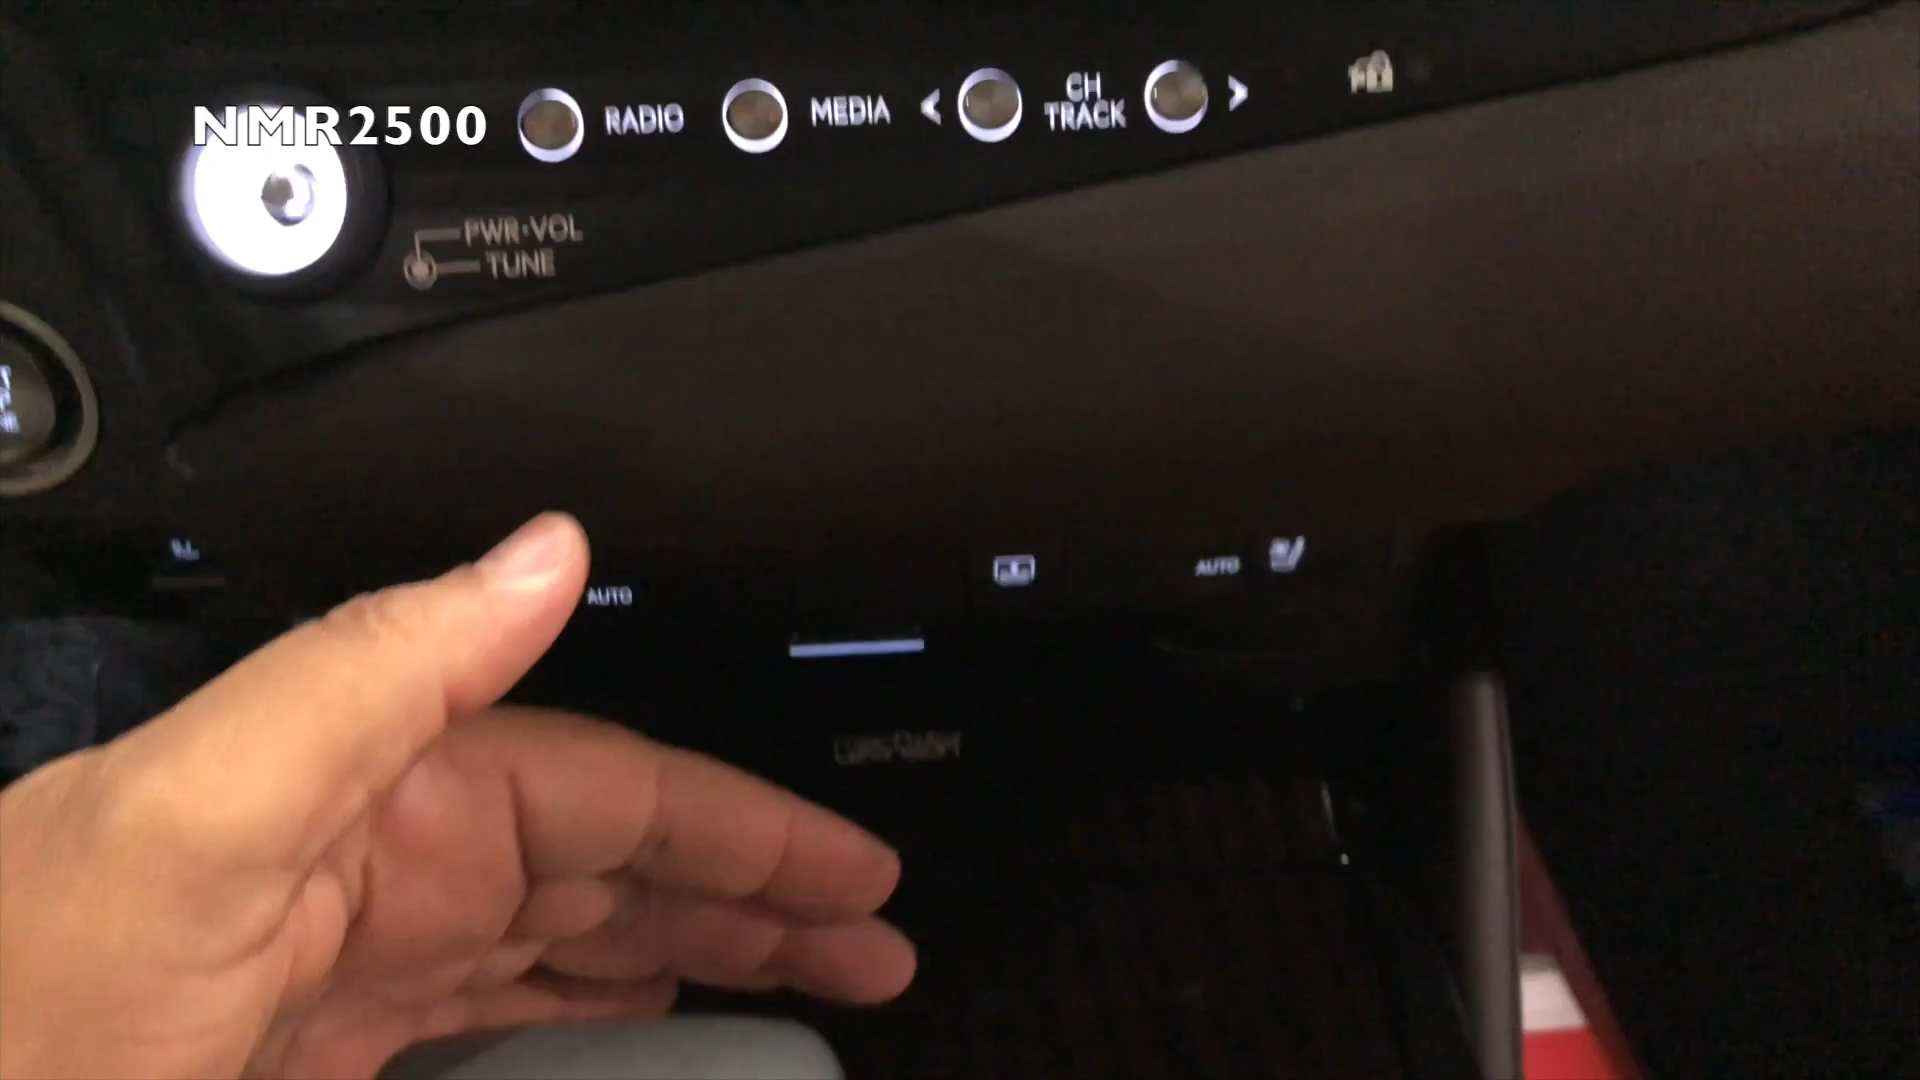 NMR2500
RADIO
MEDIA
<
CH
TRACK
>
PWR•VOL
TUNE
AUTO
AUTO